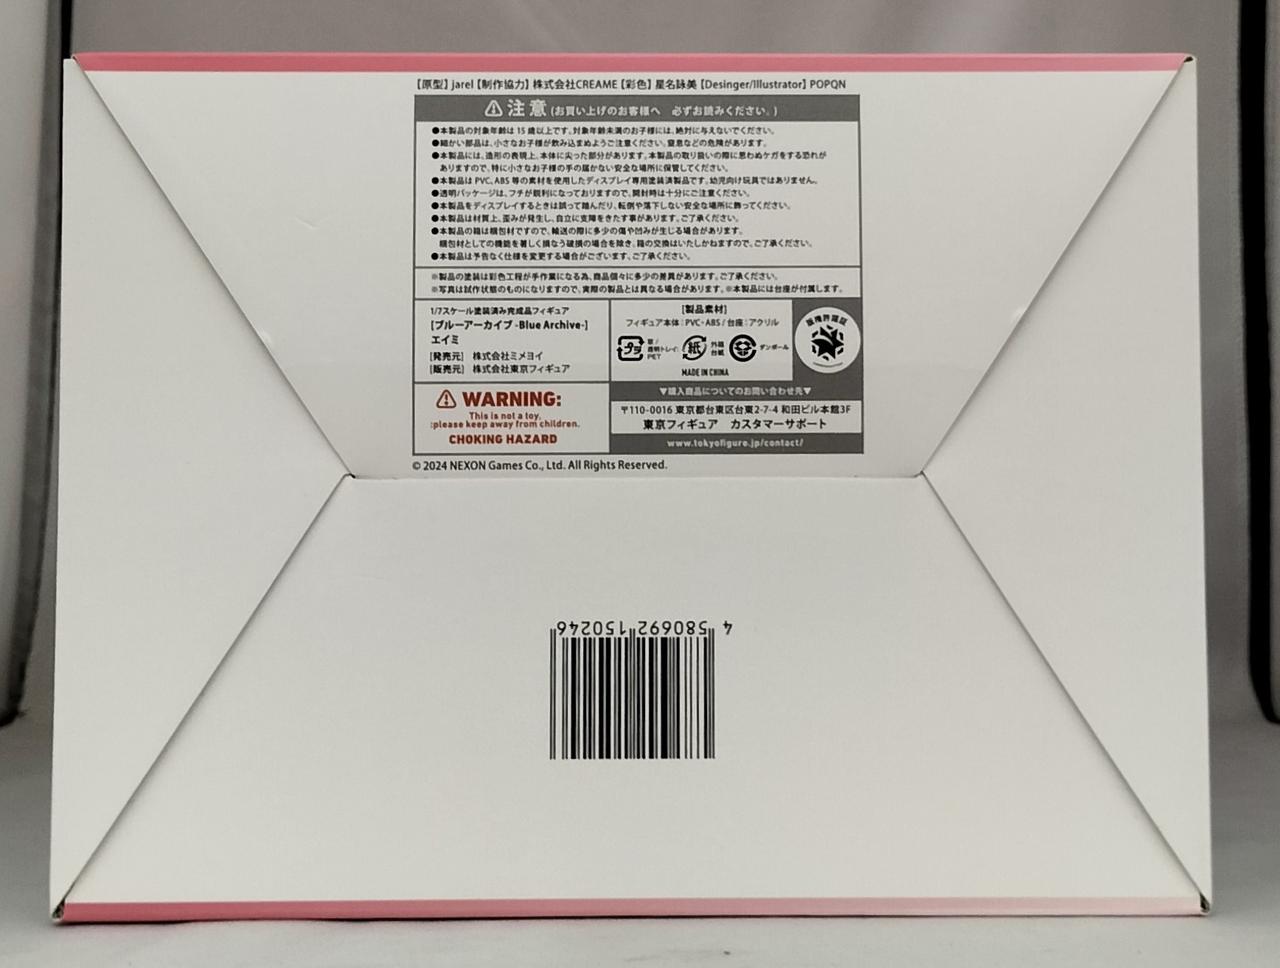 【原型】jarel【制作協力】株式会社CREAME【彩色】星名詠美【Desinger/Illustrator】POPQN
⚠注意(お買い上げのお客様へ 必ずお読みください。)
●本製品の対象年齢は15歳以上です。対象年齢未満のお子様には、絶対に与えないでください。
●細かい部品は、小さなお子様が飲み込まぬようご注意ください。窒息などの危険があります。
●本製品には、造形の表現上、本体に尖った部分があります。本製品の取り扱いの際に思わぬケガをする恐れが
ありますので、特に小さなお子様の手の届かない安全な場所に保管してください。
●本製品はPVC、ABS等の素材を使用したディスプレイ専用塗装済製品です。幼児向け玩具ではありません。
●透明パッケージは、フチが鋭利になっておりますので、開封時は十分にご注意ください。
●本製品をディスプレイするときは誤って踏んだり、転倒や落下しない安全な場所に飾ってください。
●本製品は材質上、歪みが発生し、自立に支障をきたす事があります。ご了承ください。
●本製品の箱は梱包材ですので、輸送の際に多少の傷や凹みが生じる場合があります。
梱包材としての機能を著しく損なう破損の場合を除き、箱の交換はいたしかねますので、ご了承ください。
●本製品は予告なく仕様を変更する場合がございます、ご了承ください。
※製品の塗装は彩色工程が手作業になる為、商品個々に多少の差異があります。ご了承ください。
※写真は試作状態のものになりますので、実際の製品とは異なる場合があります。※本製品には台座が付属します。
1/7スケール塗装済み完成品フィギュア
[ブルーアーカイブ -Blue Archive-]
エイミ
[発売元] 株式会社ミメヨイ
[販売元] 株式会社東京フィギュア
[製品素材]
フィギュア本体:PVC・ABS/台座:アクリル
プラ
袋/
透明トレイ:
PET
紙
外箱
台紙
ダンボール
MADE IN CHINA
版権許諾証
⚠WARNING:
This is not a toy,
:please keep away from children.
CHOKING HAZARD
▼購入商品についてのお問い合わせ先▼
〒110-0016 東京都台東区台東2-7-4 和田ビル本館3F
東京フィギュア カスタマーサポート
www.tokyofigure.jp/contact/
© 2024 NEXON Games Co., Ltd. All Rights Reserved.
4 580692 150246